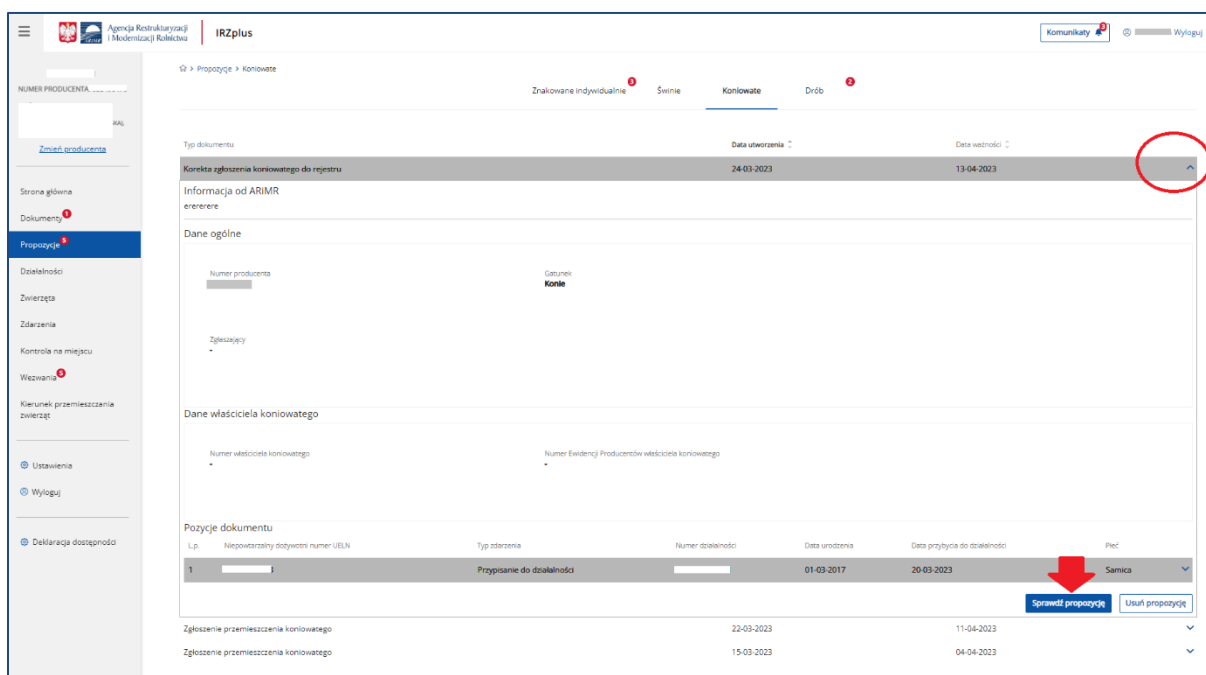 Agencja Restrukturyzacji
i Modernizacji Rolnictwa
IRZplus
Komunikaty 3
Wyloguj
NUMER PRODUCENTA
Zmień producenta
Strona główna
Dokumenty 1
Propozycje 5
Działalności
Zwierzęta
Zdarzenia
Kontrola na miejscu
Wezwania 5
Kierunek przemieszczania
zwierząt
Ustawienia
Wyloguj
Deklaracja dostępności
> Propozycje > Koniowate
Znakowane indywidualnie 3 Świnie Koniowate Drób 2
Typ dokumentu Data utworzenia Data ważności
Korekta zgłoszenia koniowatego do rejestru 24-03-2023 13-04-2023
Informacja od ARiMR
erererere
Dane ogólne
Numer producenta Gatunek
Konie
Zgłaszający
-
Dane właściciela koniowatego
Numer właściciela koniowatego Numer Ewidencji Producentów właściciela koniowatego
- -
Pozycje dokumentu
L.p. Niepowtarzalny dożywotni numer UELN Typ zdarzenia Numer działalności Data urodzenia Data przybycia do działalności Płeć
1 Przypisanie do działalności 01-03-2017 20-03-2023 Samica
Sprawdź propozycję Usuń propozycję
Zgłoszenie przemieszczenia koniowatego 22-03-2023 11-04-2023
Zgłoszenie przemieszczenia koniowatego 15-03-2023 04-04-2023